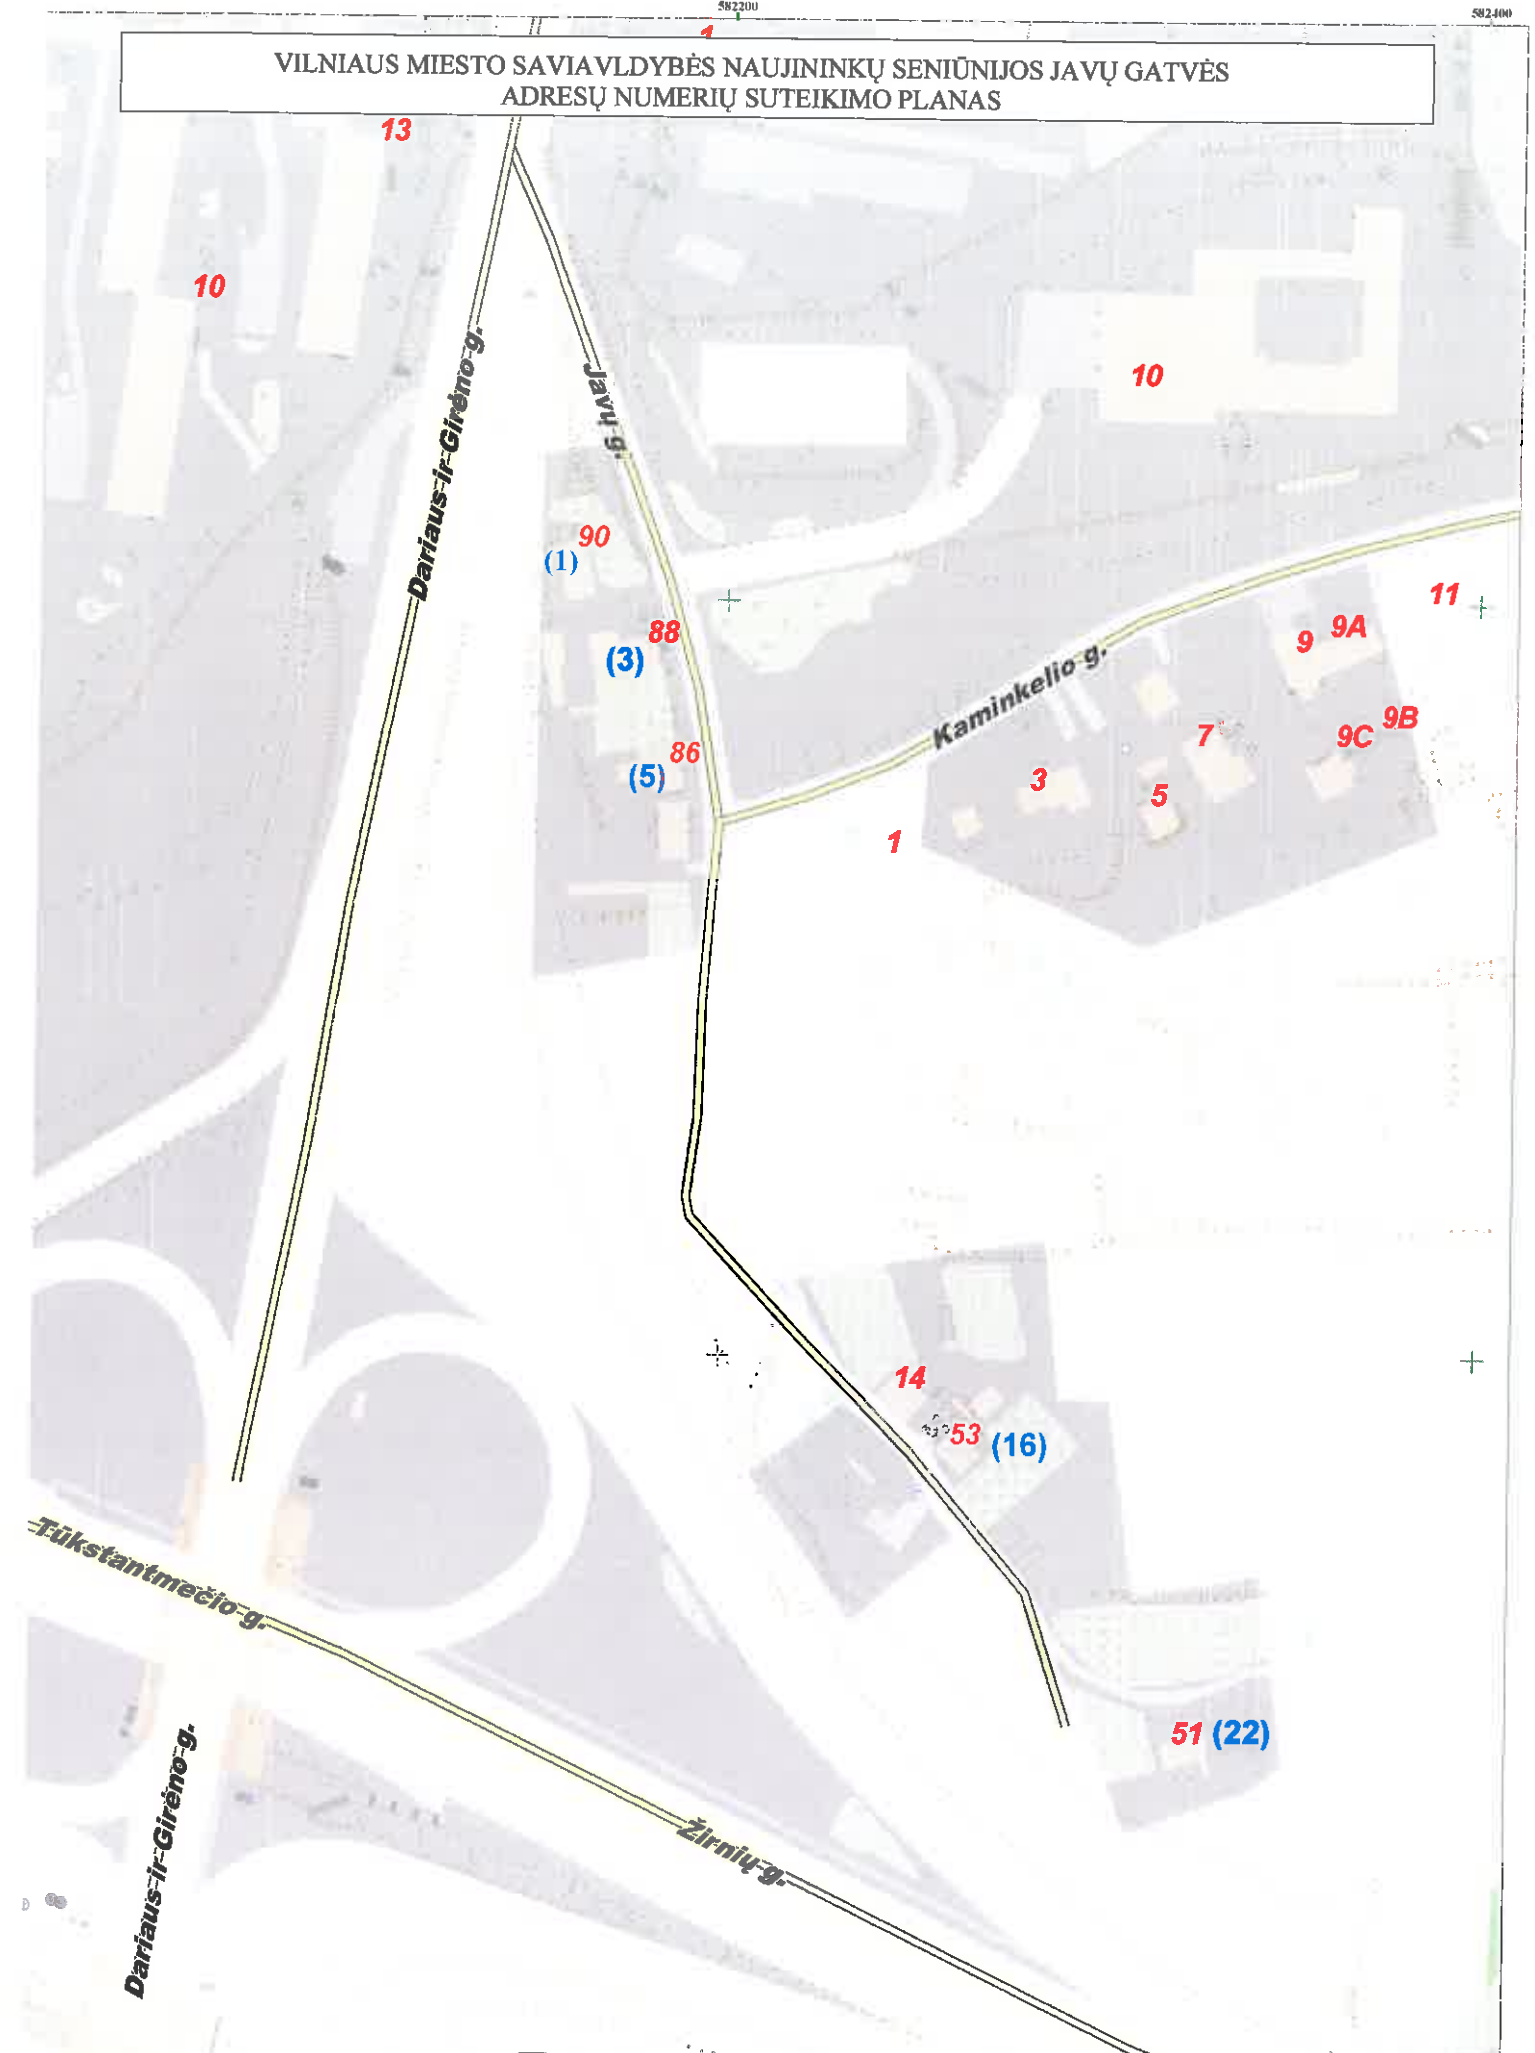 582200
582400
1
VILNIAUS MIESTO SAVIAVLDYBĖS NAUJININKŲ SENIŪNIJOS JAVŲ GATVĖS
ADRESŲ NUMERIŲ SUTEIKIMO PLANAS
13
10
Dariaus ir Girėno g.
Javų g.
10
90
(1)
88
(3)
86
(5)
Kaminkelio g.
11
9A
9
9B
9C
7
3
5
1
14
53 (16)
Tūkstantmečio g.
51 (22)
Dariaus ir Girėno g.
Žirnių g.